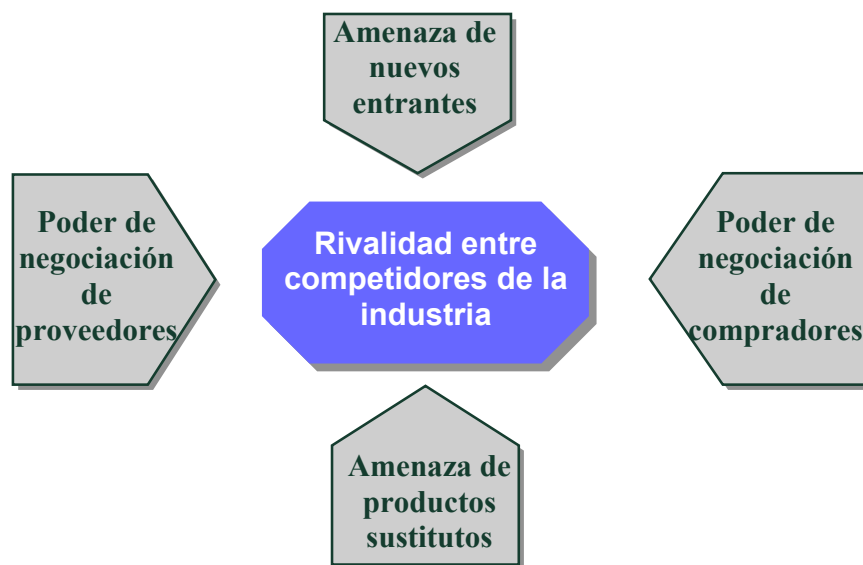 Amenaza de
nuevos
entrantes
Poder de
negociación
de
proveedores
Rivalidad entre
competidores de la
industria
Poder de
negociación
de
compradores
Amenaza de
productos
sustitutos